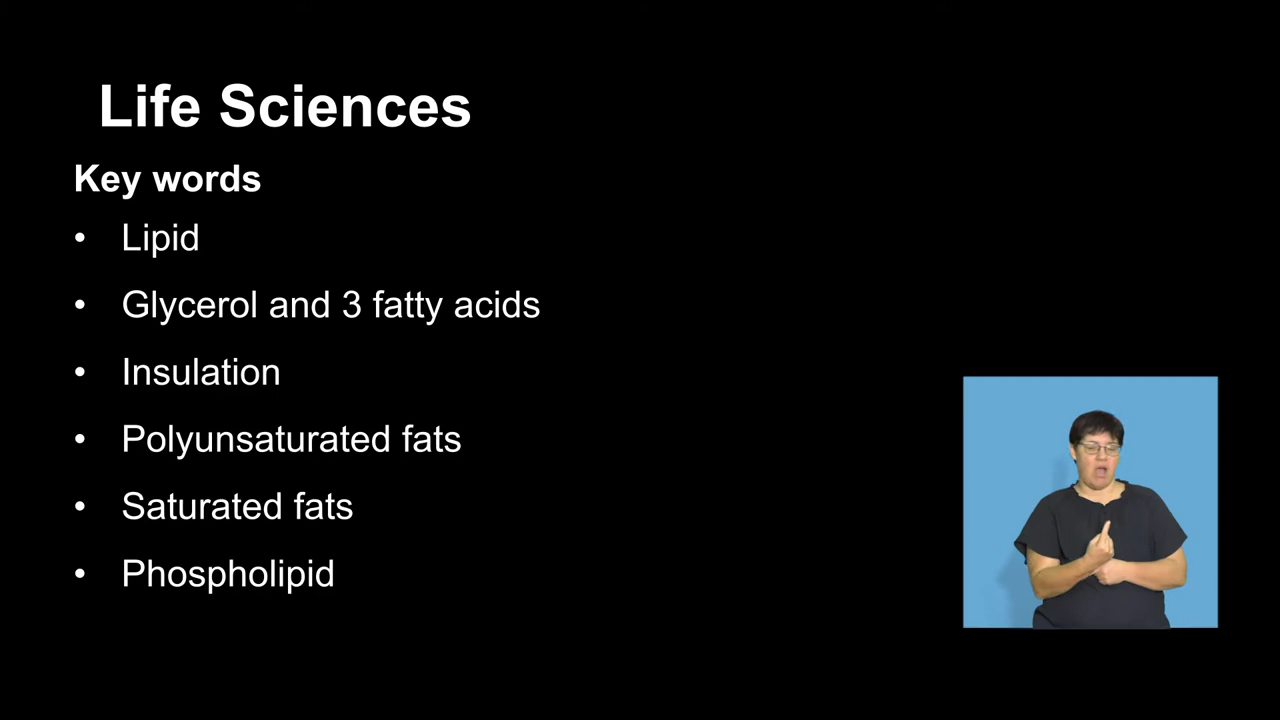 Life Sciences
Key words
• Lipid
• Glycerol and 3 fatty acids
• Insulation
• Polyunsaturated fats
• Saturated fats
• Phospholipid